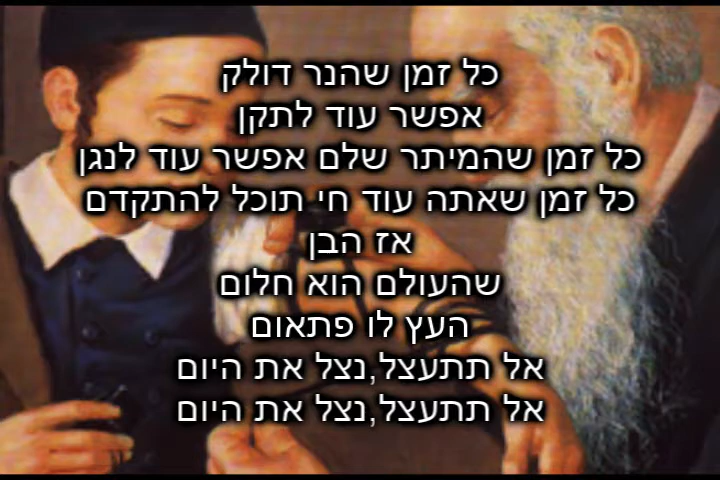 כל זמן שהנר דולק
אפשר עוד לתקן
כל זמן שהמיתר שלם אפשר עוד לנגן
כל זמן שאתה עוד חי תוכל להתקדם
אז הבן
שהעולם הוא חלום
העץ לו פתאום
אל תתעצל,נצל את היום
אל תתעצל,נצל את היום